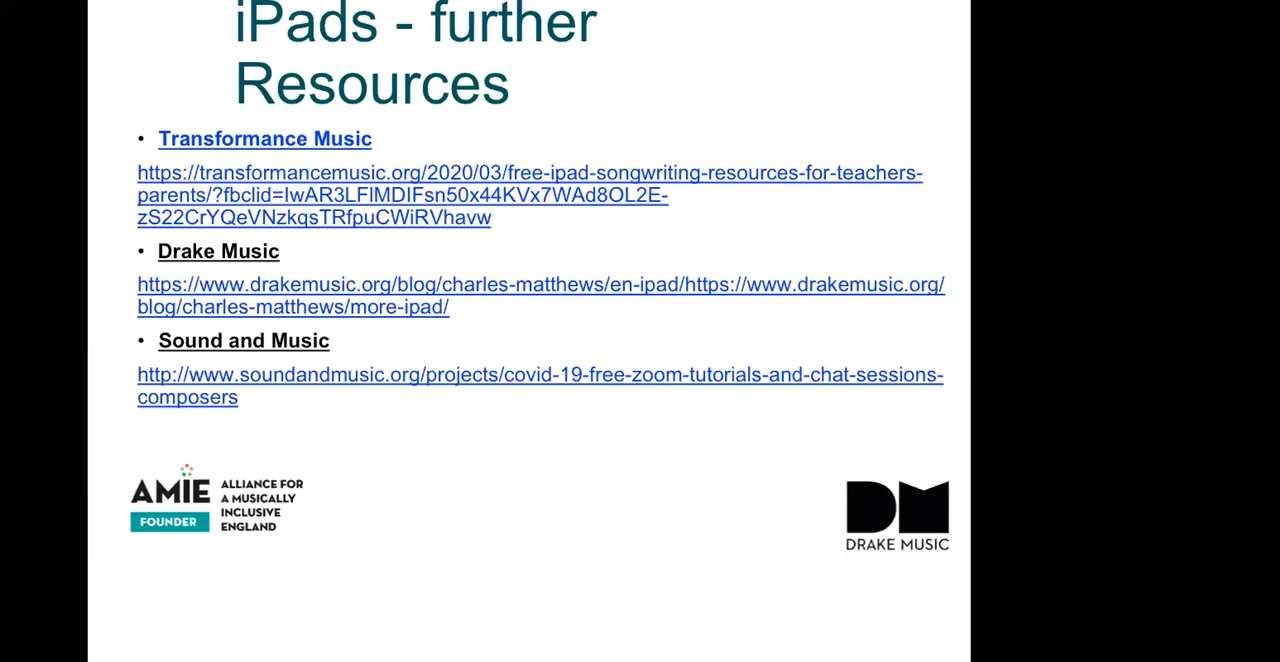 iPads - further
Resources
• Transformance Music
https://transformancemusic.org/2020/03/free-ipad-songwriting-resources-for-teachers-
parents/?fbclid=IwAR3LFlMDIFsn50x44KVx7WAd8OL2E-
zS22CrYQeVNzkqsTRfpuCWiRVhavw
• Drake Music
https://www.drakemusic.org/blog/charles-matthews/en-ipad/https://www.drakemusic.org/
blog/charles-matthews/more-ipad/
• Sound and Music
http://www.soundandmusic.org/projects/covid-19-free-zoom-tutorials-and-chat-sessions-
composers
AMIE
FOUNDER
ALLIANCE FOR
A MUSICALLY
INCLUSIVE
ENGLAND
DM
DRAKE MUSIC